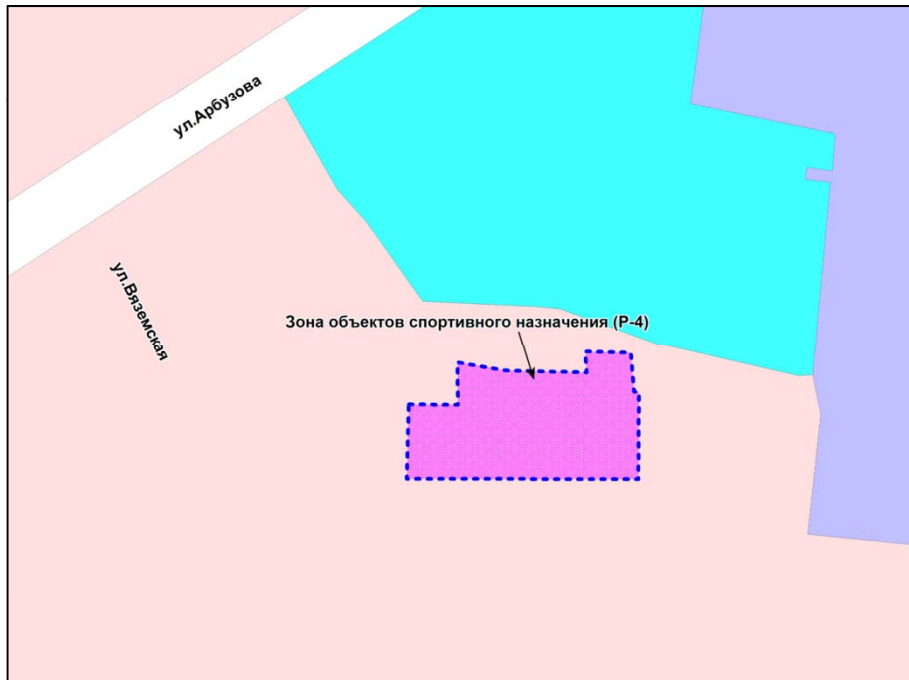 ул.Арбузова
ул.Вяземская
Зона объектов спортивного назначения (Р-4)